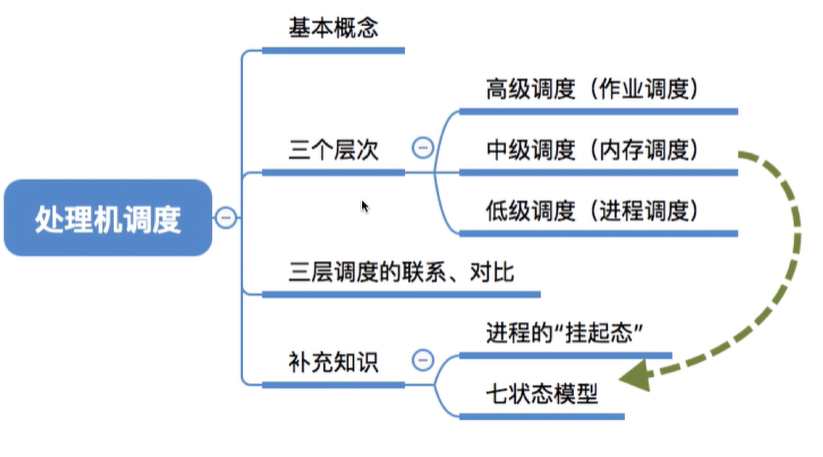 基本概念
高级调度（作业调度）
三个层次
中级调度（内存调度）
低级调度（进程调度）
处理机调度
三层调度的联系、对比
进程的“挂起态”
补充知识
七状态模型